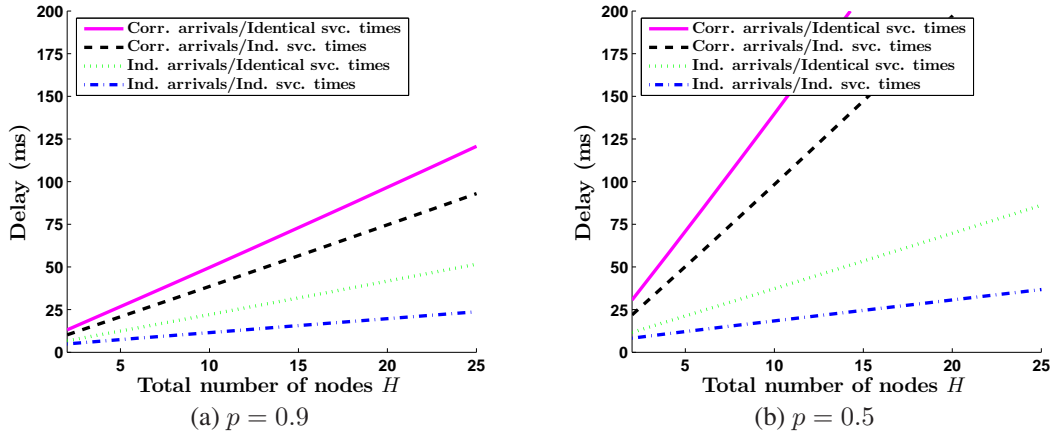 200
175
150
125
100
75
50
25
0
Delay (ms)
Corr. arrivals/Identical svc. times
Corr. arrivals/Ind. svc. times
Ind. arrivals/Identical svc. times
Ind. arrivals/Ind. svc. times
5 10 15 20 25
Total number of nodes H
(a) p = 0.9
200
175
150
125
100
75
50
25
0
Delay (ms)
Corr. arrivals/Identical svc. times
Corr. arrivals/Ind. svc. times
Ind. arrivals/Identical svc. times
Ind. arrivals/Ind. svc. times
5 10 15 20 25
Total number of nodes H
(b) p = 0.5